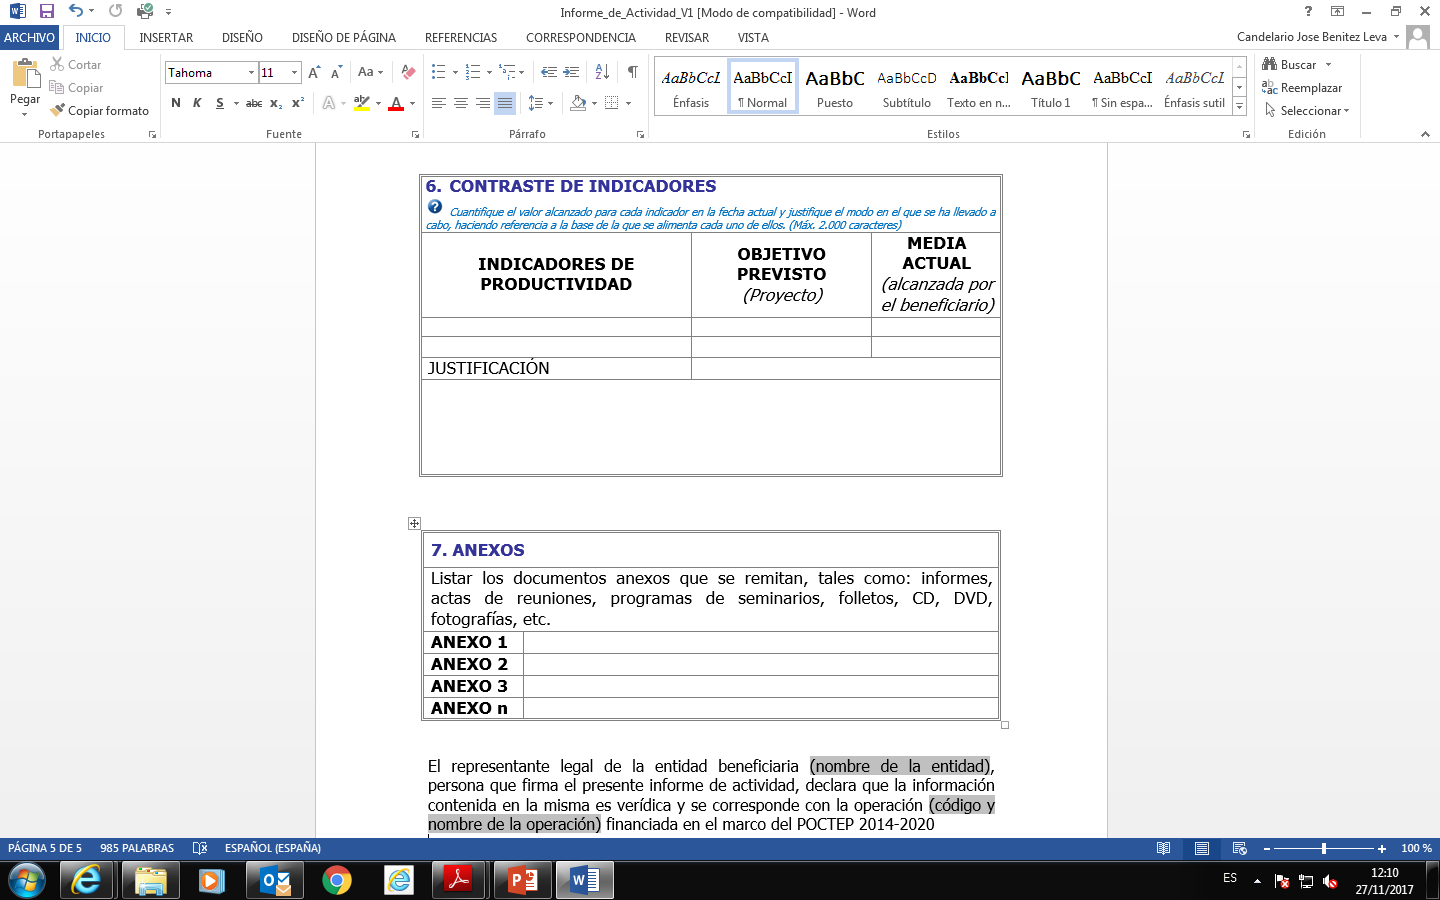 Informe_de_Actividad_V1 [Modo de compatibilidad] - Word
ARCHIVO INICIO INSERTAR DISEÑO DISEÑO DE PÁGINA REFERENCIAS CORRESPONDENCIA REVISAR VISTA
Candelario Jose Benitez Leva
Pegar
Cortar
Copiar
Copiar formato
Portapapeles
Tahoma 11
Aa
N K S abc x₂ x²
A A
Fuente
Párrafo
AaBbCcI AaBbCcI AaBbC AaBbCcD AaBbCcI AaBbC AaBbCcI AaBbCcI
Énfasis ¶ Normal Puesto Subtítulo Texto en n... Título 1 ¶ Sin espa... Énfasis sutil
Estilos
Buscar
Reemplazar
Seleccionar
Edición
6. CONTRASTE DE INDICADORES
Cuantifique el valor alcanzado para cada indicador en la fecha actual y justifique el modo en el que se ha llevado a
cabo, haciendo referencia a la base de la que se alimenta cada uno de ellos. (Máx. 2.000 caracteres)
INDICADORES DE
PRODUCTIVIDAD
OBJETIVO
PREVISTO
(Proyecto)
MEDIA
ACTUAL
(alcanzada por
el beneficiario)
JUSTIFICACIÓN
7. ANEXOS
Listar los documentos anexos que se remitan, tales como: informes,
actas de reuniones, programas de seminarios, folletos, CD, DVD,
fotografías, etc.
ANEXO 1
ANEXO 2
ANEXO 3
ANEXO n
El representante legal de la entidad beneficiaria (nombre de la entidad),
persona que firma el presente informe de actividad, declara que la información
contenida en la misma es verídica y se corresponde con la operación (código y
nombre de la operación) financiada en el marco del POCTEP 2014-2020
PÁGINA 5 DE 5 985 PALABRAS ESPAÑOL (ESPAÑA) 100 %
ES
12:10
27/11/2017